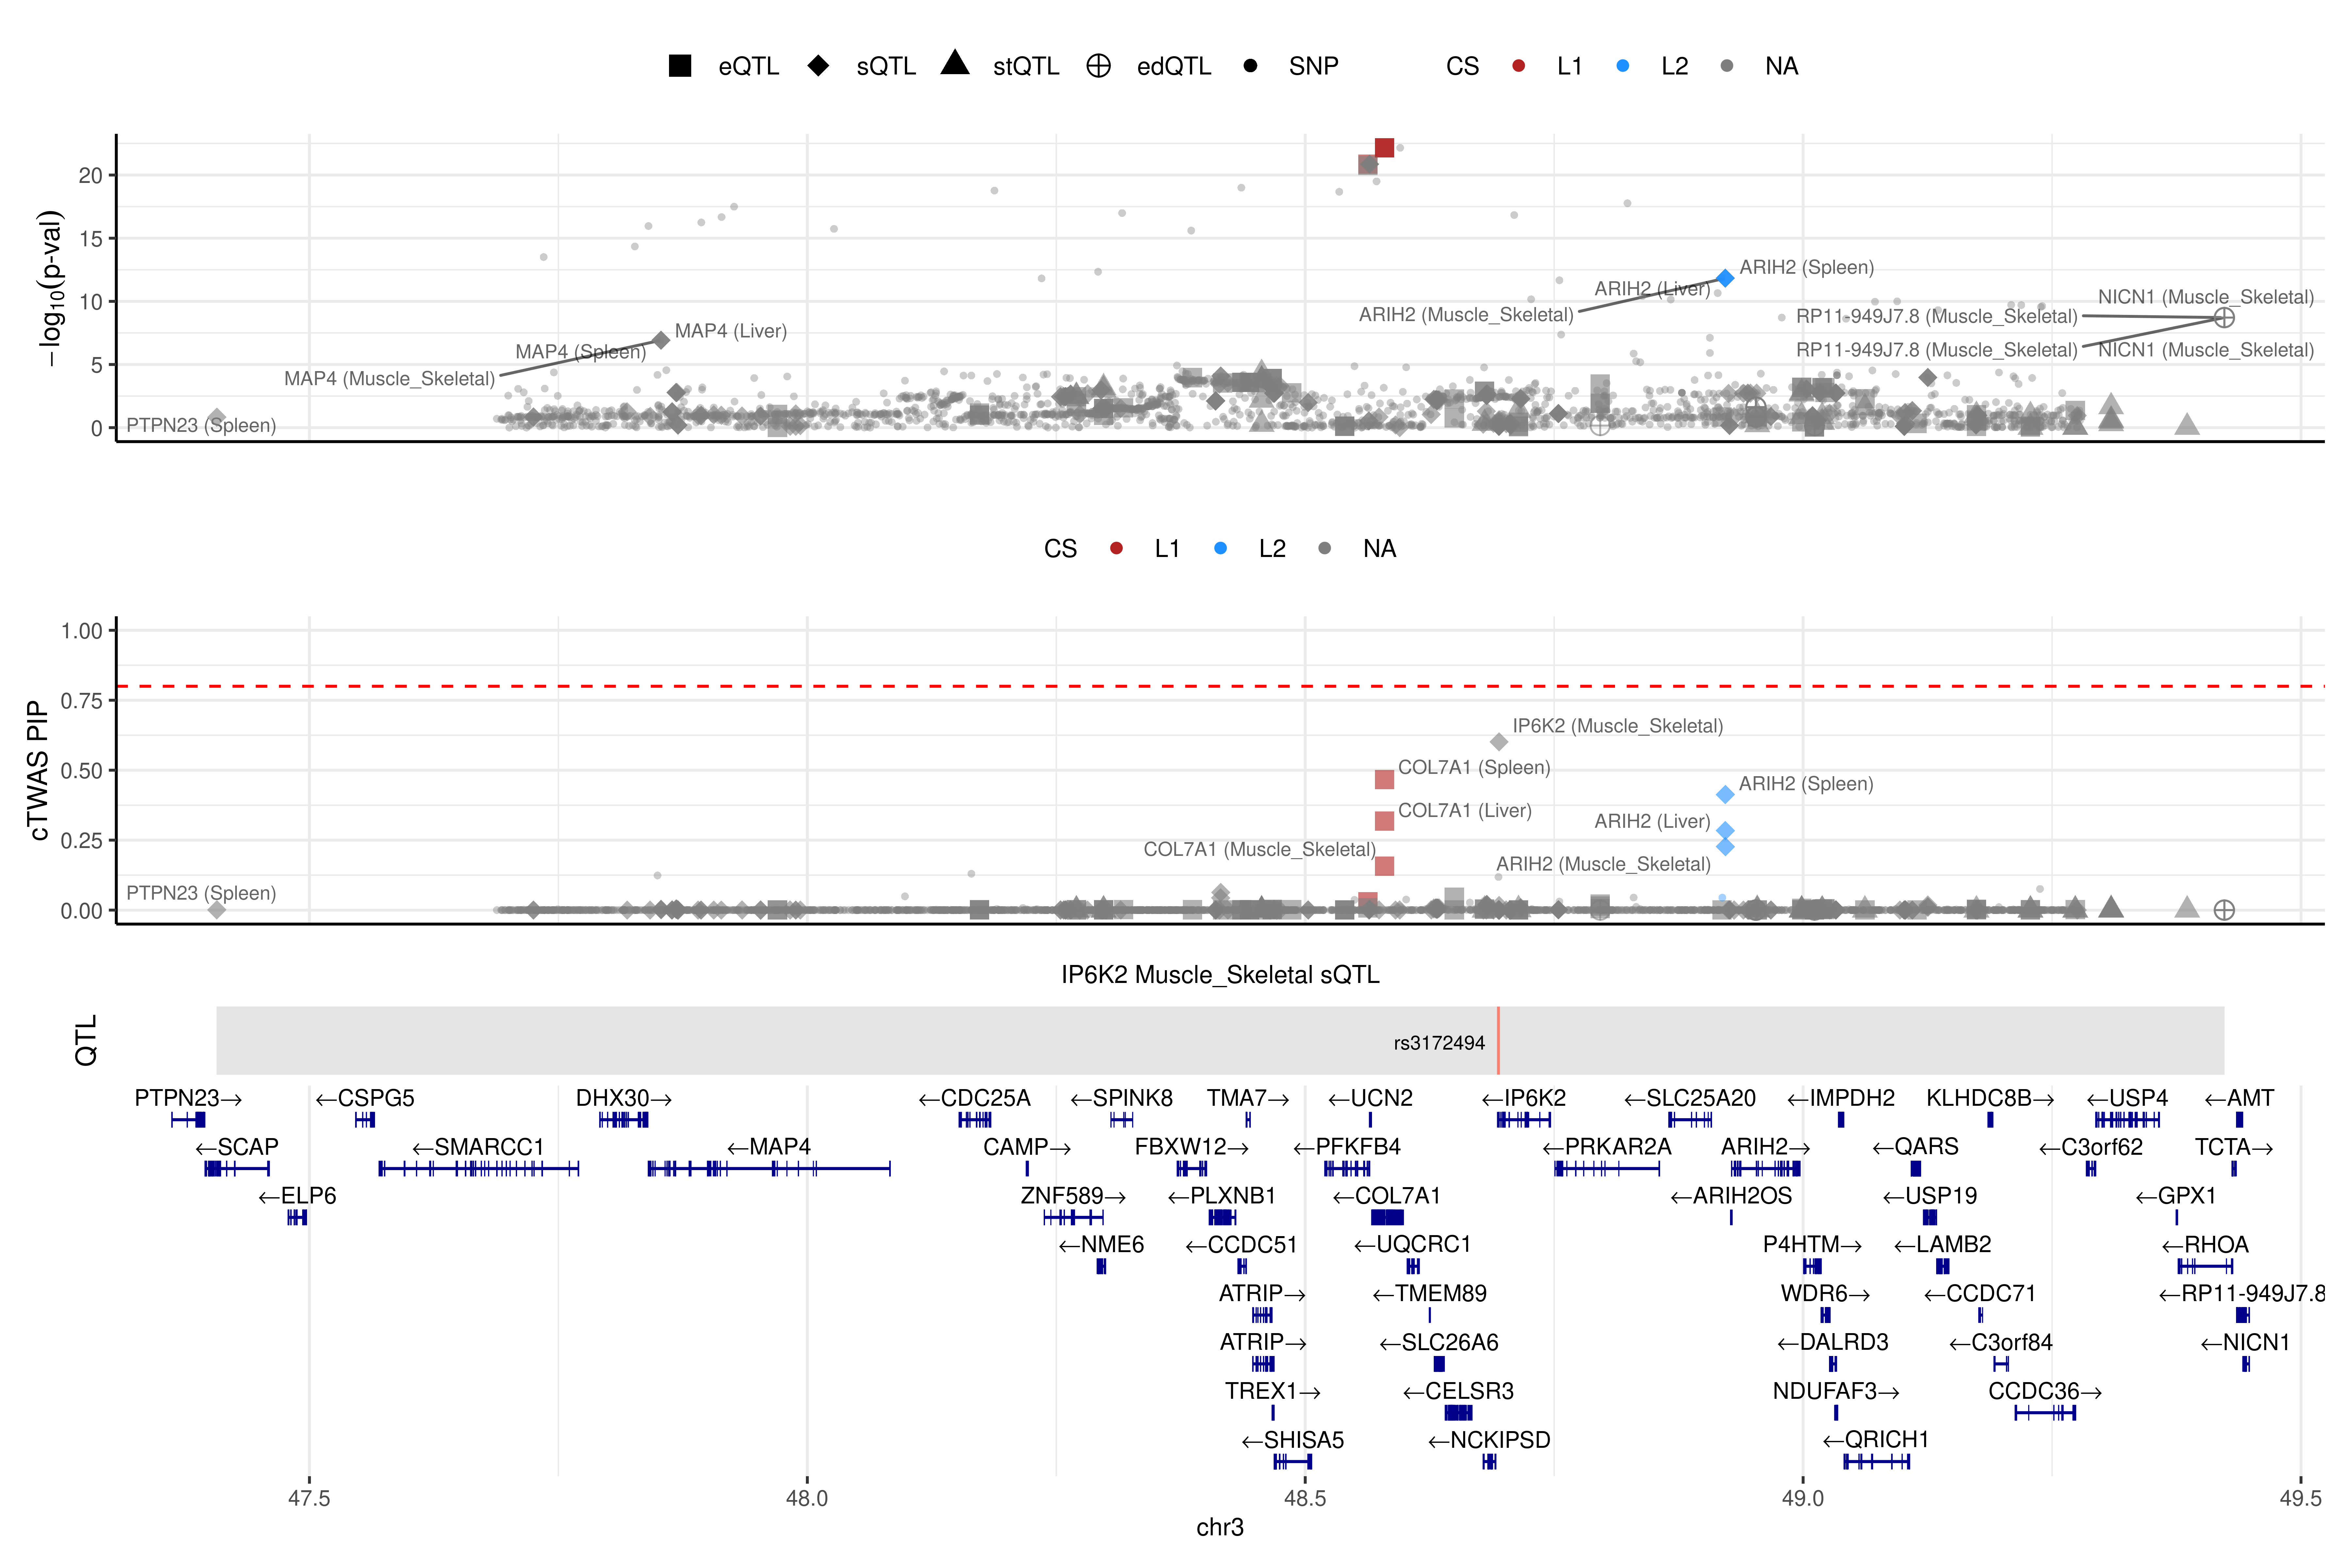 eQTL sQTL stQTL edQTL SNP CS L1 L2 NA
−log10(p-val)
20
15
10
5
0
ARIH2 (Spleen)
ARIH2 (Liver)
ARIH2 (Muscle_Skeletal)
NICN1 (Muscle_Skeletal)
RP11-949J7.8 (Muscle_Skeletal)
RP11-949J7.8 (Muscle_Skeletal)
NICN1 (Muscle_Skeletal)
MAP4 (Liver)
MAP4 (Spleen)
MAP4 (Muscle_Skeletal)
PTPN23 (Spleen)
CS L1 L2 NA
cTWAS PIP
1.00
0.75
0.50
0.25
0.00
IP6K2 (Muscle_Skeletal)
COL7A1 (Spleen)
ARIH2 (Spleen)
COL7A1 (Liver)
ARIH2 (Liver)
COL7A1 (Muscle_Skeletal)
ARIH2 (Muscle_Skeletal)
PTPN23 (Spleen)
IP6K2 Muscle_Skeletal sQTL
QTL
rs3172494
PTPN23→ ←CSPG5 DHX30→ ←CDC25A ←SPINK8 TMA7→ ←UCN2 ←IP6K2 ←SLC25A20 ←IMPDH2 KLHDC8B→ ←USP4 ←AMT
←SCAP ←SMARCC1 ←MAP4 CAMP→ FBXW12→ ←PFKFB4 ←PRKAR2A ARIH2→ ←QARS ←C3orf62 TCTA→
←ELP6 ZNF589→ ←PLXNB1 ←COL7A1 ←ARIH2OS ←USP19 ←GPX1
←NME6 ←CCDC51 ←UQCRC1 P4HTM→ ←LAMB2 ←RHOA
ATRIP→ ←TMEM89 WDR6→ ←CCDC71 ←RP11-949J7.8
ATRIP→ ←SLC26A6 ←DALRD3 ←C3orf84 ←NICN1
TREX1→ ←CELSR3 NDUFAF3→ CCDC36→
←SHISA5 ←NCKIPSD ←QRICH1
47.5 48.0 48.5 49.0 49.5
chr3